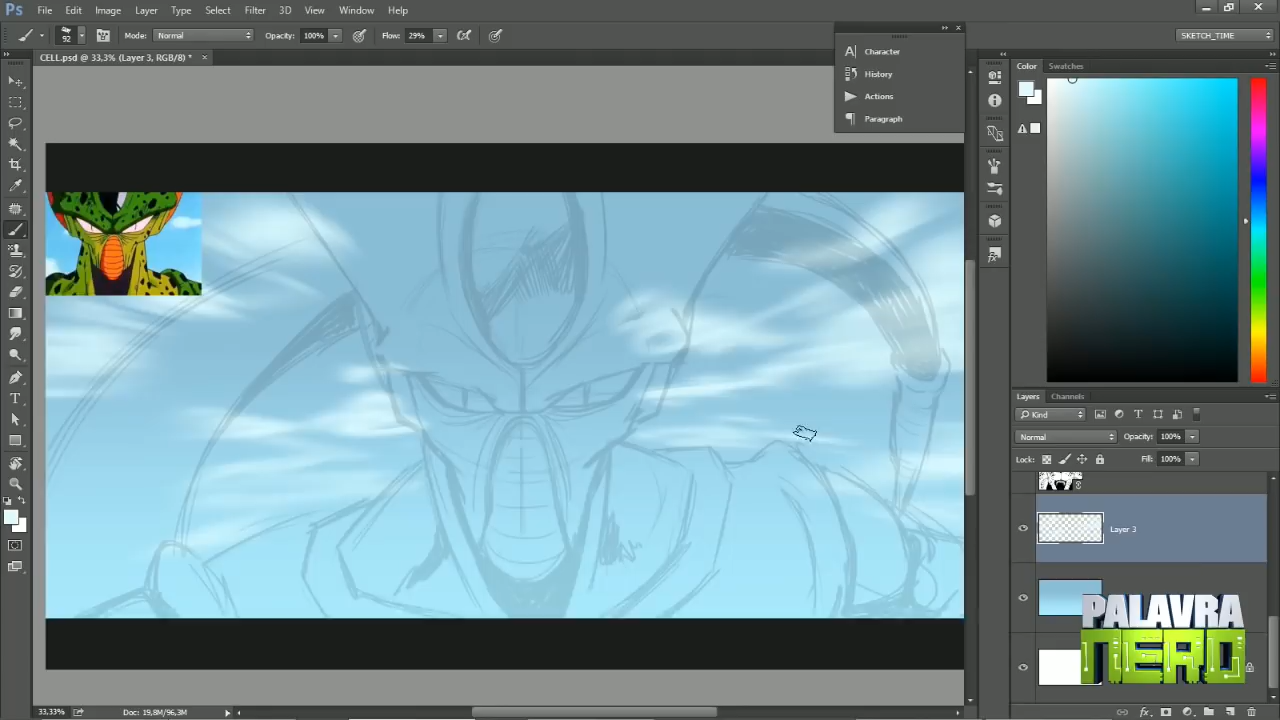 Ps File Edit Image Layer Type Select Filter 3D View Window Help
92 Mode: Normal Opacity: 100% Flow: 29% SKETCH_TIME
CELL.psd @ 33,3% (Layer 3, RGB/8) *
Character
History
Actions
Paragraph
Color Swatches
Layers Channels
Kind
Normal Opacity: 100%
Lock: Fill: 100%
Layer 3
PALAVRA
NERD
33,33% Doc: 19,8M/96,3M